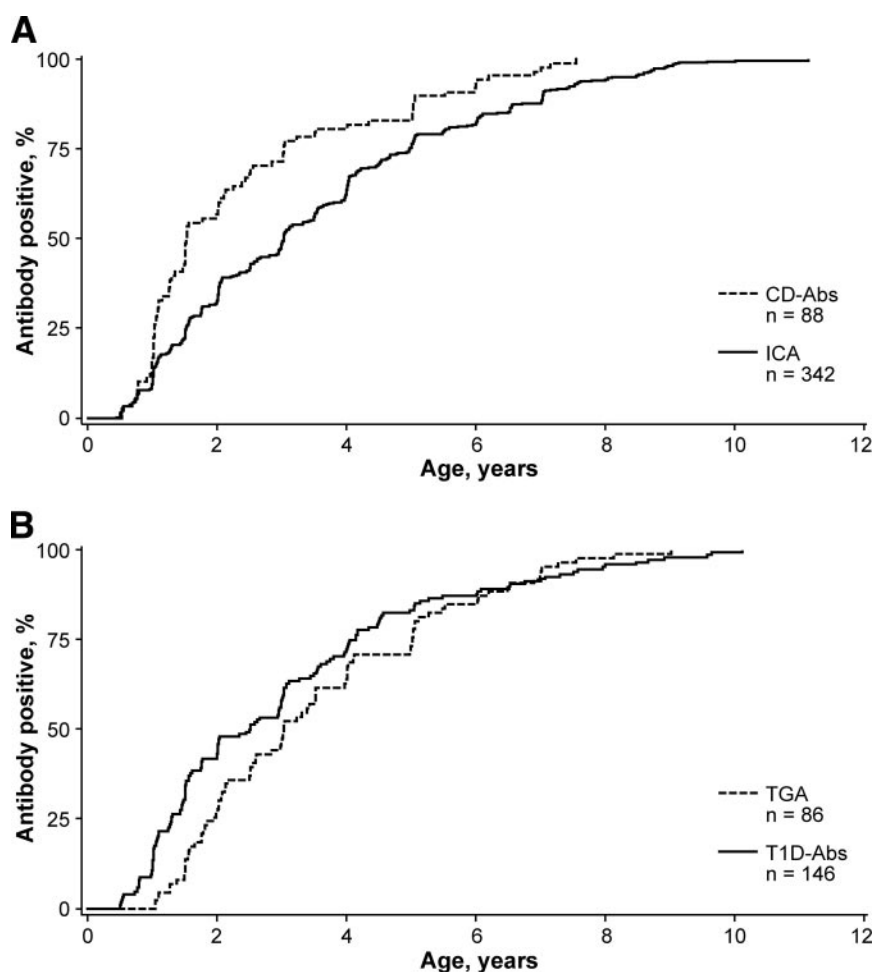 A
100
75
50
25
0
Antibody positive, %
CD-Abs
n = 88
ICA
n = 342
0 2 4 6 8 10 12
Age, years
B
100
75
50
25
0
Antibody positive, %
TGA
n = 86
T1D-Abs
n = 146
0 2 4 6 8 10 12
Age, years